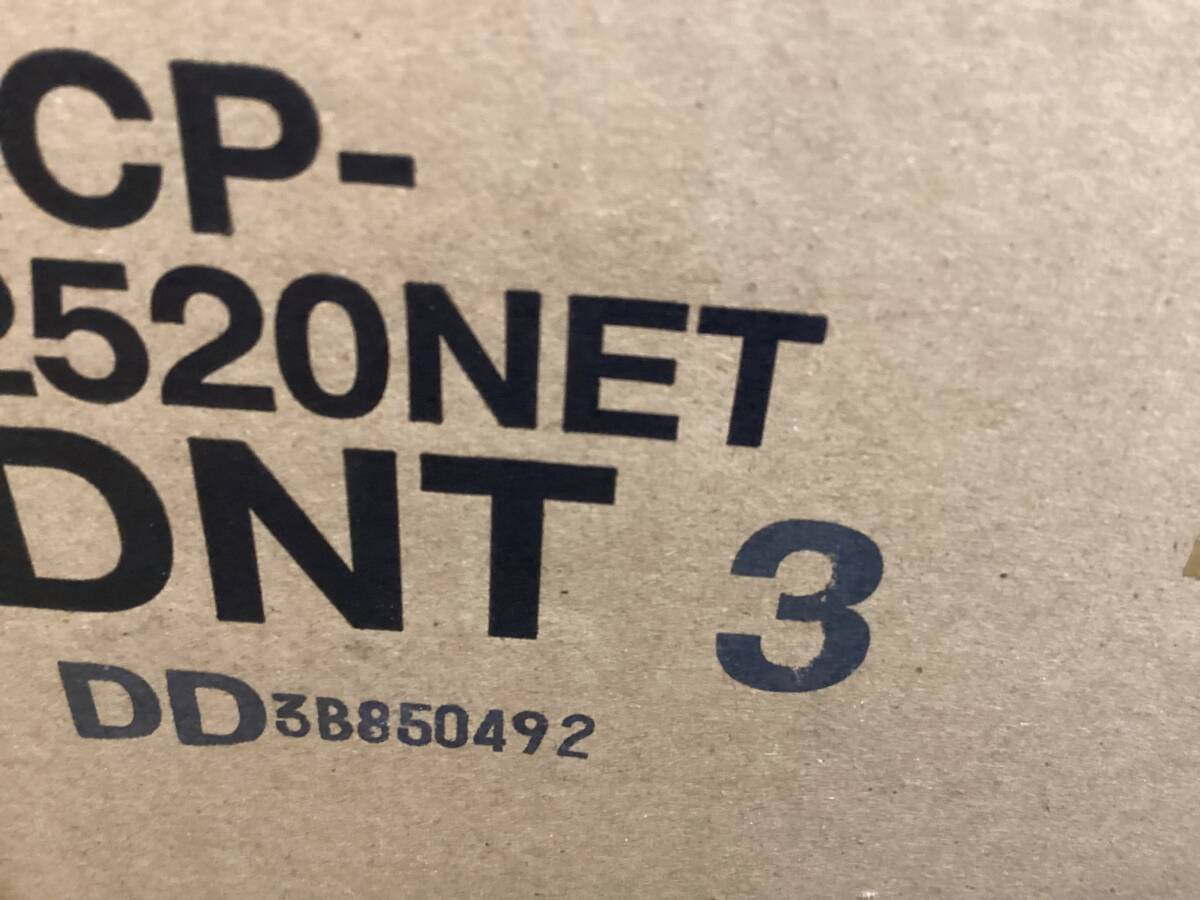 CP-
2520NET
DNT 3
DD3B850492